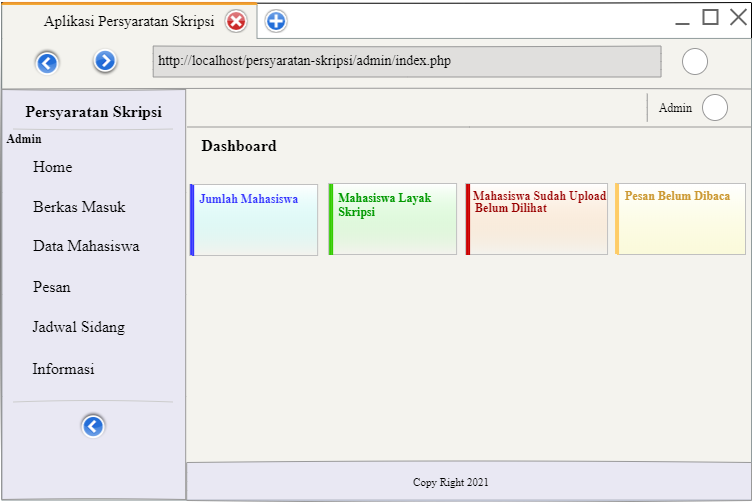 Aplikasi Persyaratan Skripsi
http://localhost/persyaratan-skripsi/admin/index.php
Persyaratan Skripsi
Admin
Home
Berkas Masuk
Data Mahasiswa
Pesan
Jadwal Sidang
Informasi
Admin
Dashboard
Jumlah Mahasiswa
Mahasiswa Layak
Skripsi
Mahasiswa Sudah Upload
Belum Dilihat
Pesan Belum Dibaca
Copy Right 2021